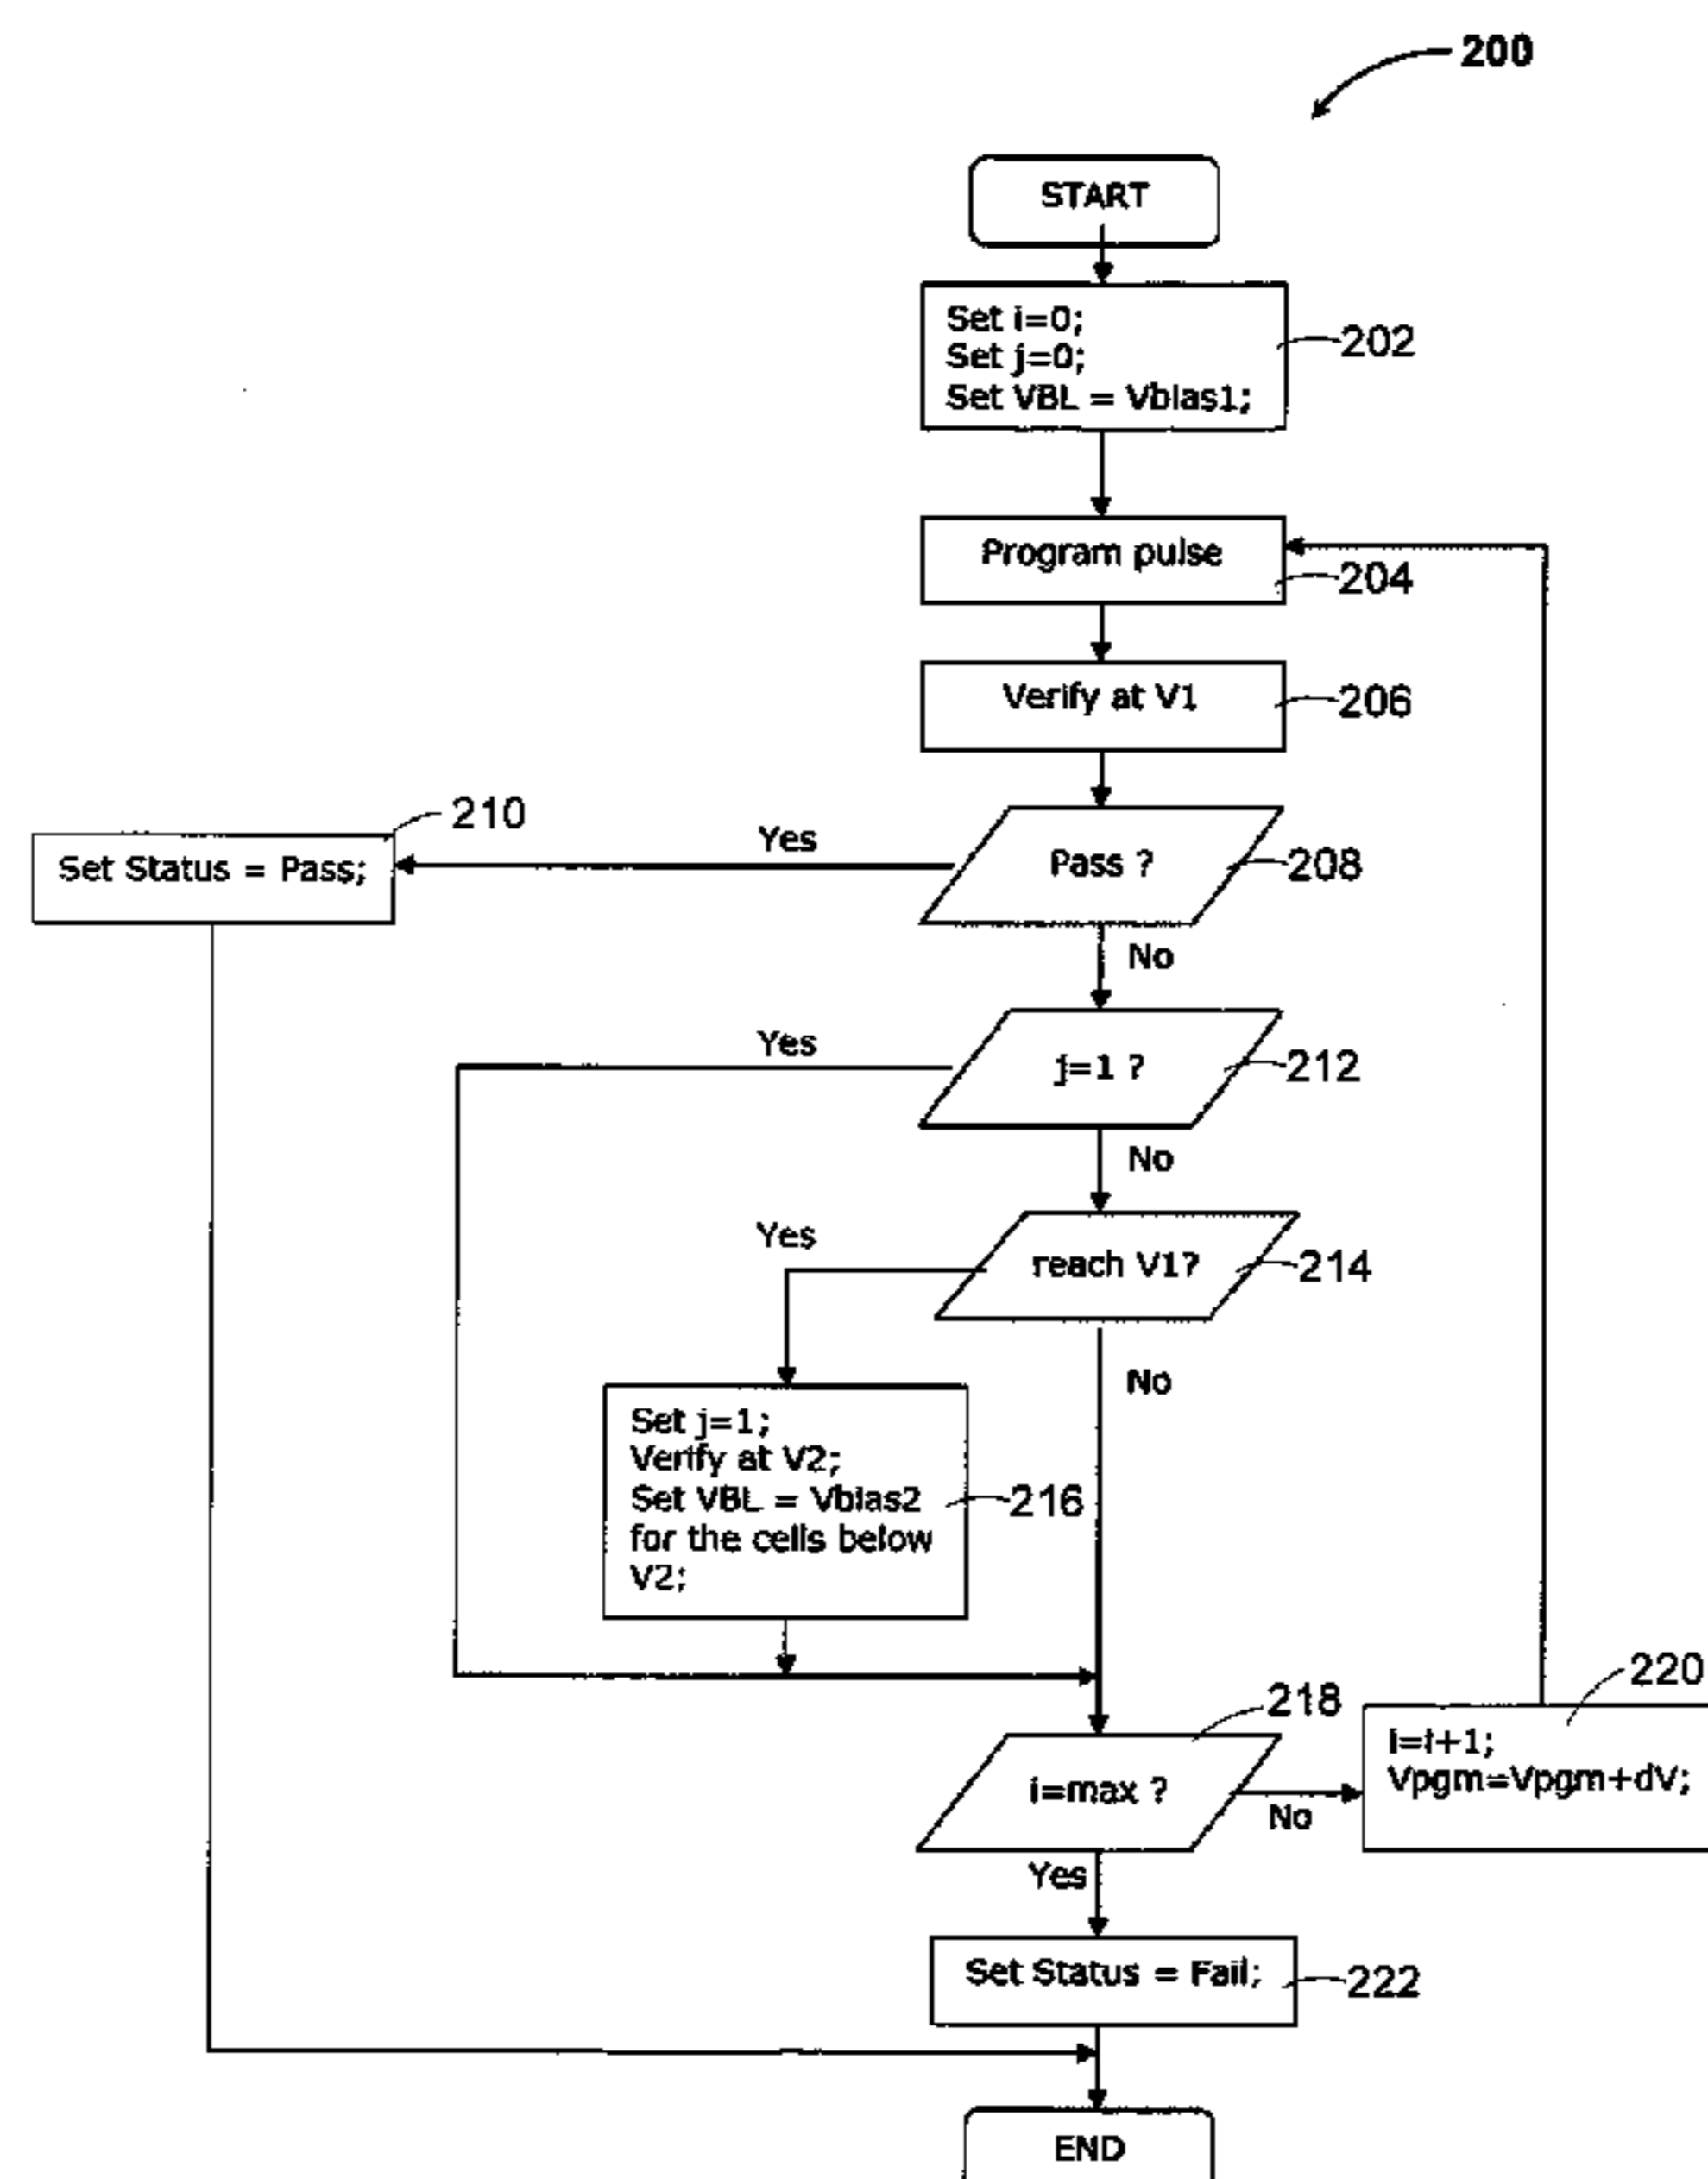 200
START
Set i=0;
Set j=0;
Set VBL = Vbias1;
202
Program pulse
204
Verify at V1
206
210
Set Status = Pass;
Yes
Pass ?
208
No
Yes
j=1 ?
212
No
Yes
reach V1?
214
No
Set j=1;
Verify at V2;
Set VBL = Vbias2
for the cells below
V2;
216
218
220
i=max ?
No
i=i+1;
Vpgm=Vpgm+dV;
Yes
Set Status = Fail;
222
END